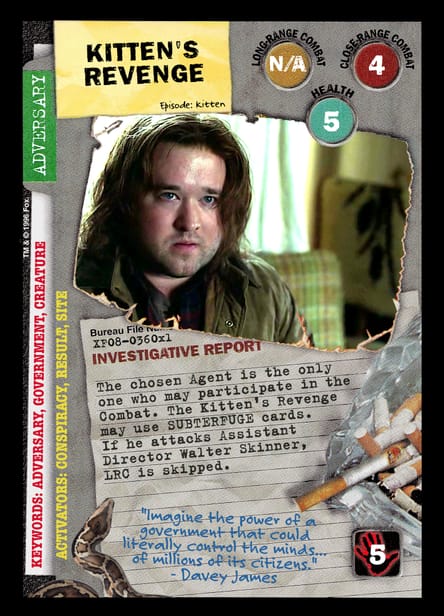 KITTEN'S
REVENGE
Episode: Kitten
LONG-RANGE COMBAT
N/A
CLOSE-RANGE COMBAT
4
HEALTH
5
ADVERSARY
TM & © 1996 Fox.
KEYWORDS: ADVERSARY, GOVERNMENT, CREATURE
ACTIVATORS: CONSPIRACY, RESULT, SITE
Bureau File
XF08-0360x1
INVESTIGATIVE REPORT
The chosen Agent is the only
one who may participate in the
Combat. The Kitten's Revenge
may use SUBTERFUGE cards.
If he attacks Assistant
Director Walter Skinner,
LRC is skipped.
"Imagine the power of a
government that could
literally control the minds...
of millions of its citizens."
- Davey James
5